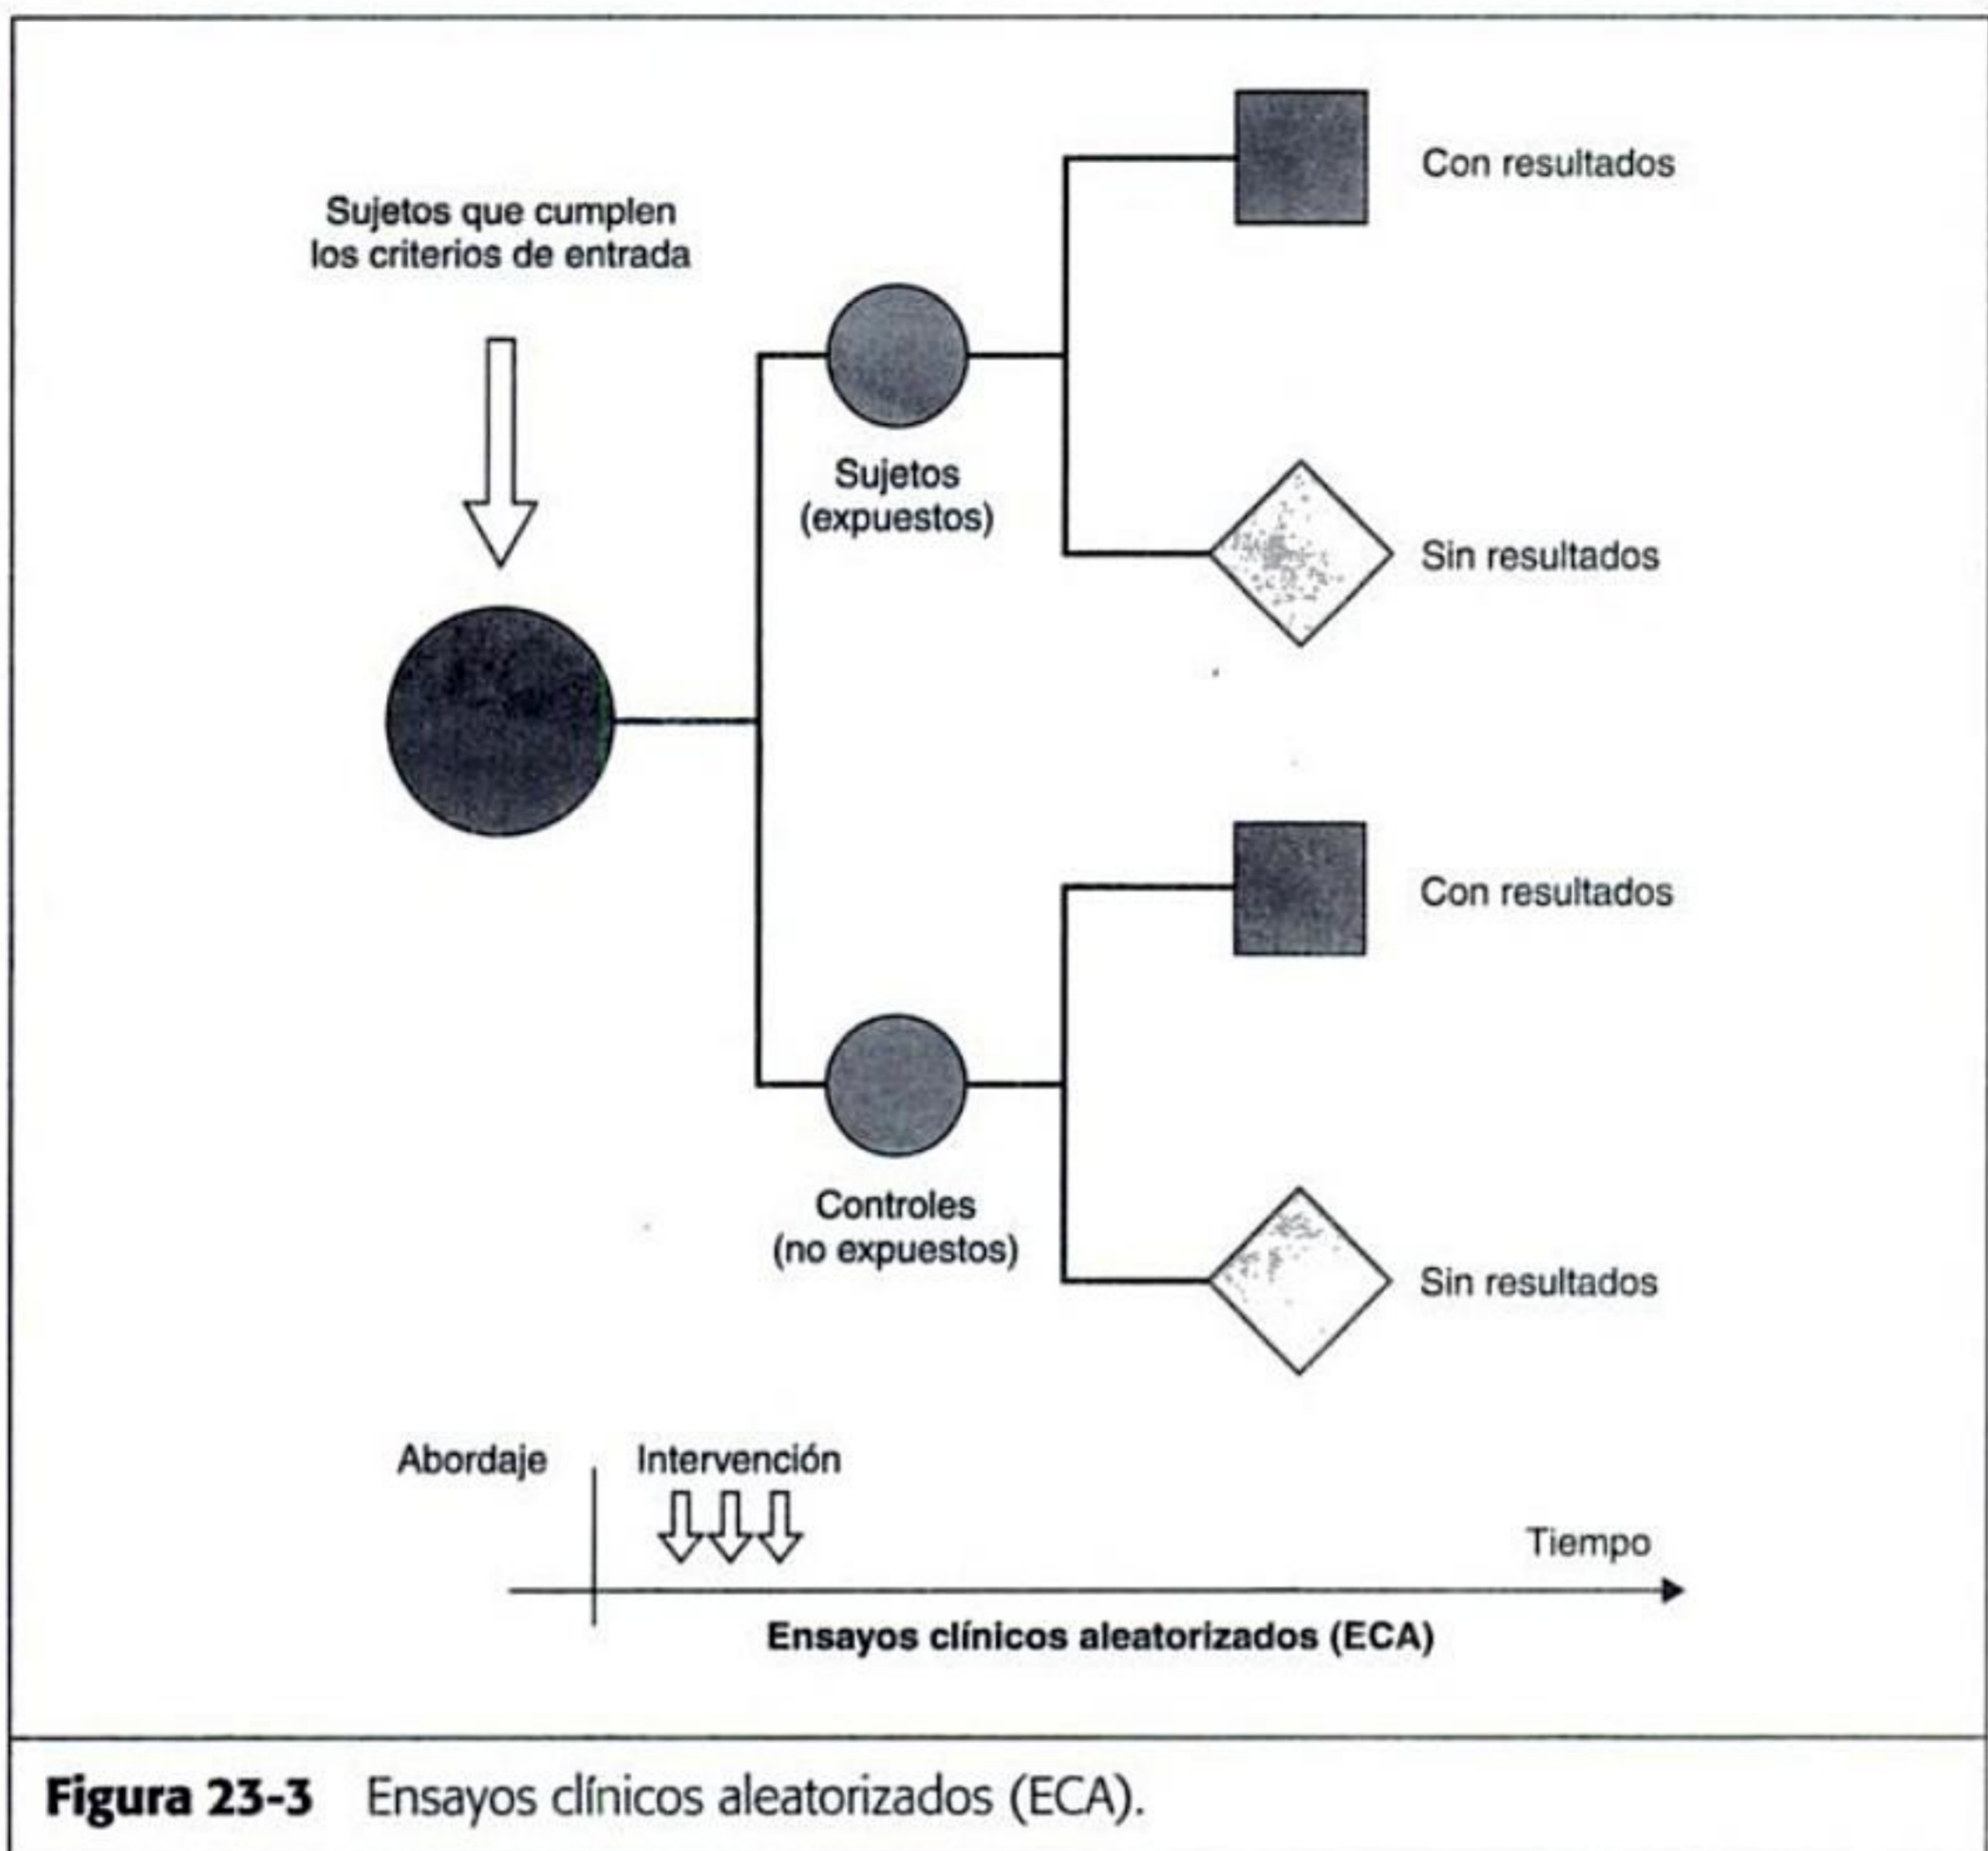 Sujetos que cumplen
los criterios de entrada
Con resultados
Sujetos
(expuestos)
Sin resultados
Con resultados
Controles
(no expuestos)
Sin resultados
Abordaje
Intervención
Tiempo
Ensayos clínicos aleatorizados (ECA)
Figura 23-3 Ensayos clínicos aleatorizados (ECA).